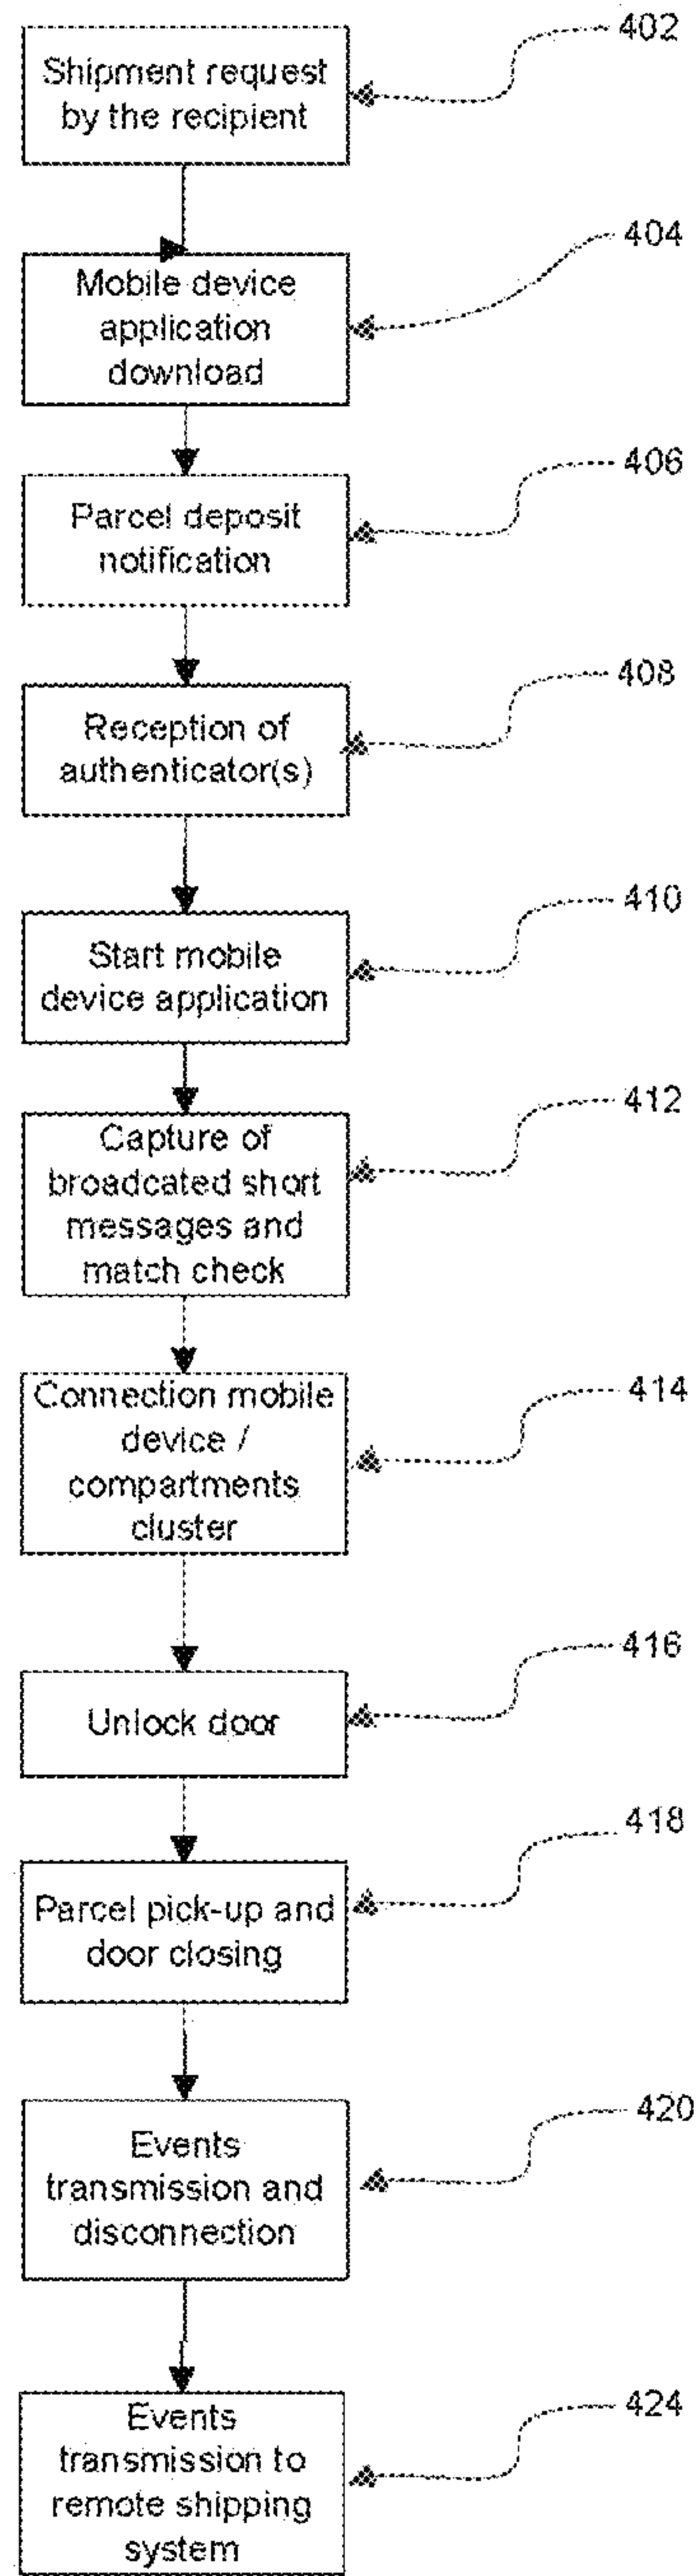 402
Shipment request
by the recipient
404
Mobile device
application
download
406
Parcel deposit
notification
408
Reception of
authenticator(s)
410
Start mobile
device application
412
Capture of
broadcated short
messages and
match check
414
Connection mobile
device /
compartments
cluster
416
Unlock door
418
Parcel pick-up and
door closing
420
Events
transmission and
disconnection
424
Events
transmission to
remote shipping
system